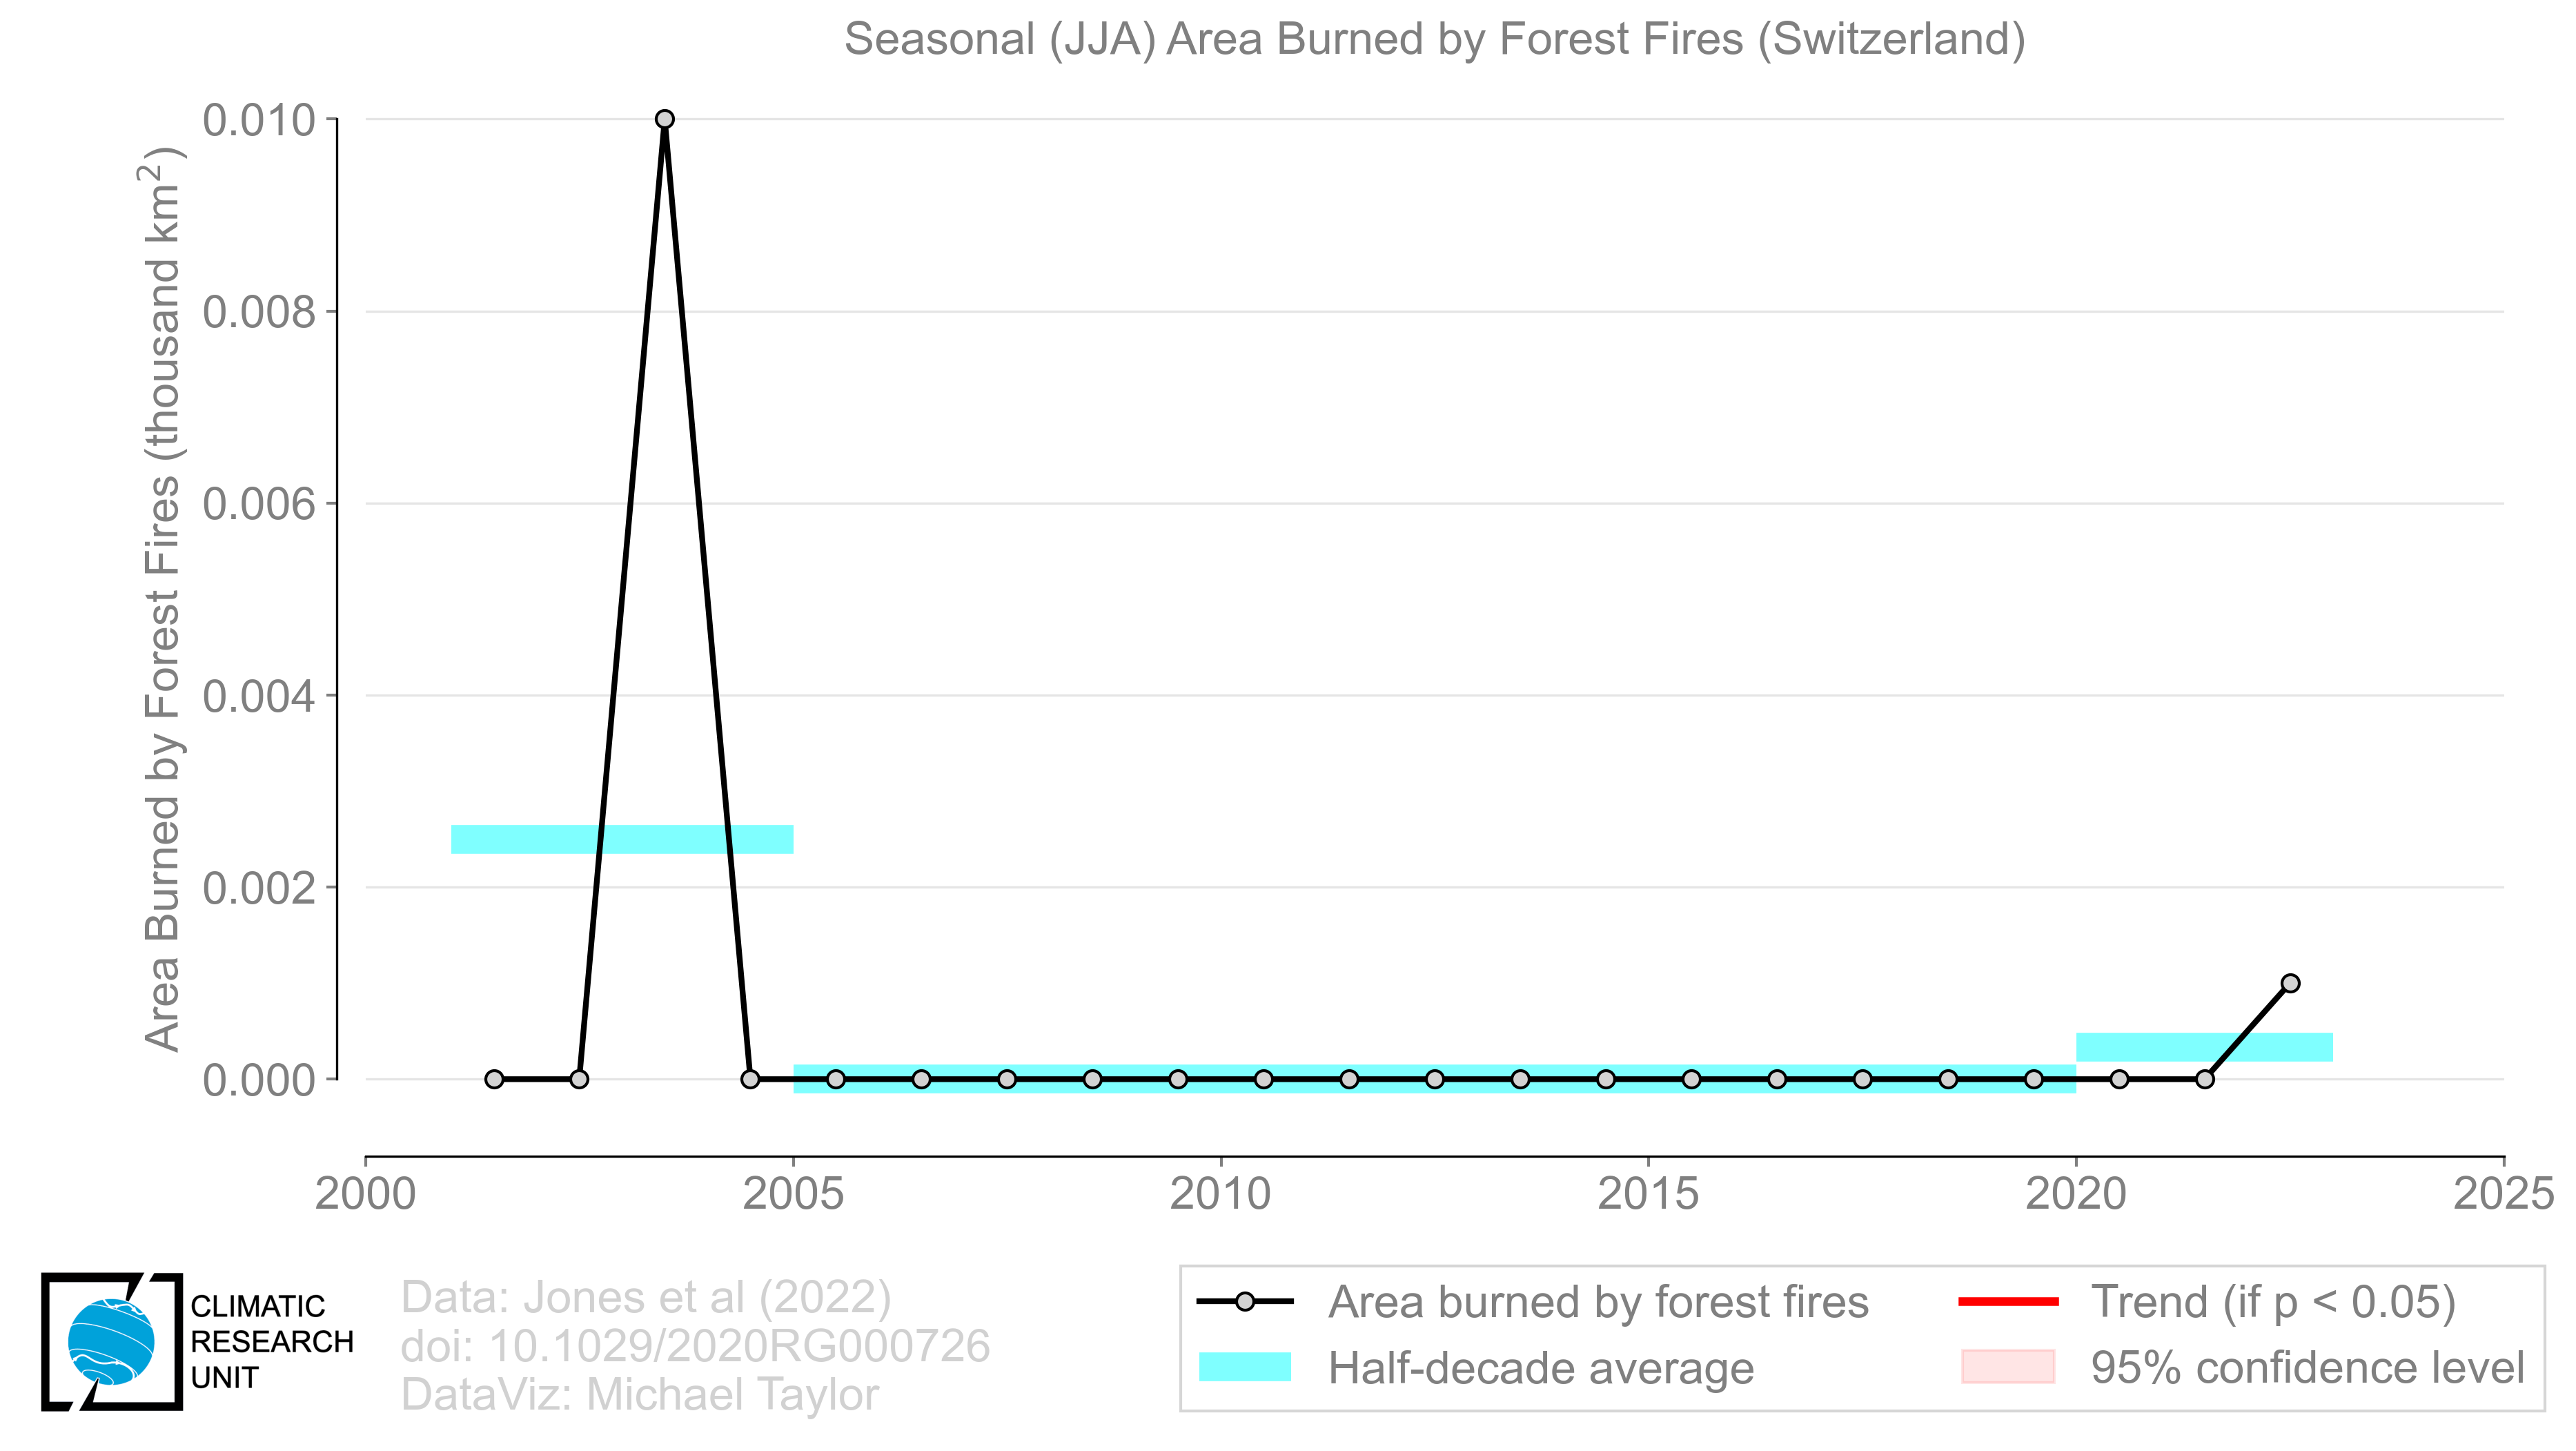 Seasonal (JJA) Area Burned by Forest Fires (Switzerland)
Area Burned by Forest Fires (thousand km²)
0.010
0.008
0.006
0.004
0.002
0.000
2000 2005 2010 2015 2020 2025
CLIMATIC
RESEARCH
UNIT
Data: Jones et al (2022)
doi: 10.1029/2020RG000726
DataViz: Michael Taylor
Area burned by forest fires
Half-decade average
Trend (if p < 0.05)
95% confidence level